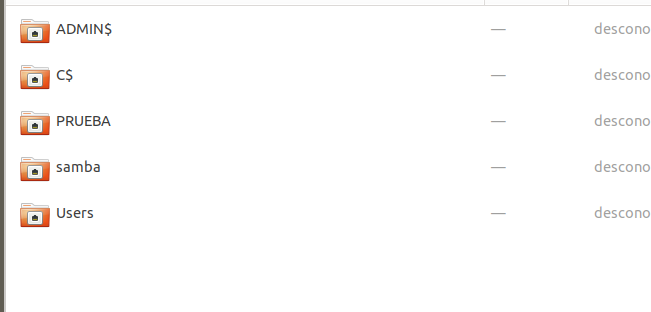 ADMIN$ — descono
C$ — descono
PRUEBA — descono
samba — descono
Users — descono